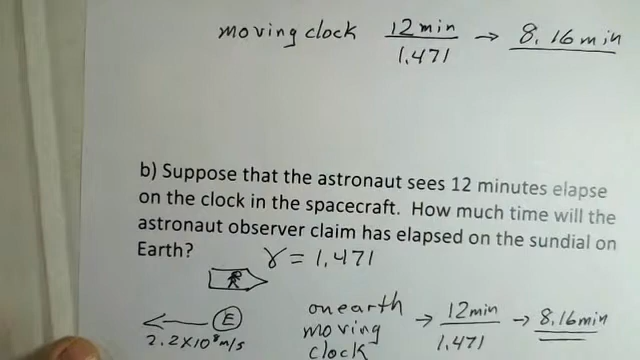 moving clock 12 min / 1.471 → 8.16 min
b) Suppose that the astronaut sees 12 minutes elapse
on the clock in the spacecraft. How much time will the
astronaut observer claim has elapsed on the sundial on
Earth? γ = 1.471
E
2.2 X 10⁸ m/s
on earth
moving
clock
→ 12 min / 1.471 → 8.16 min